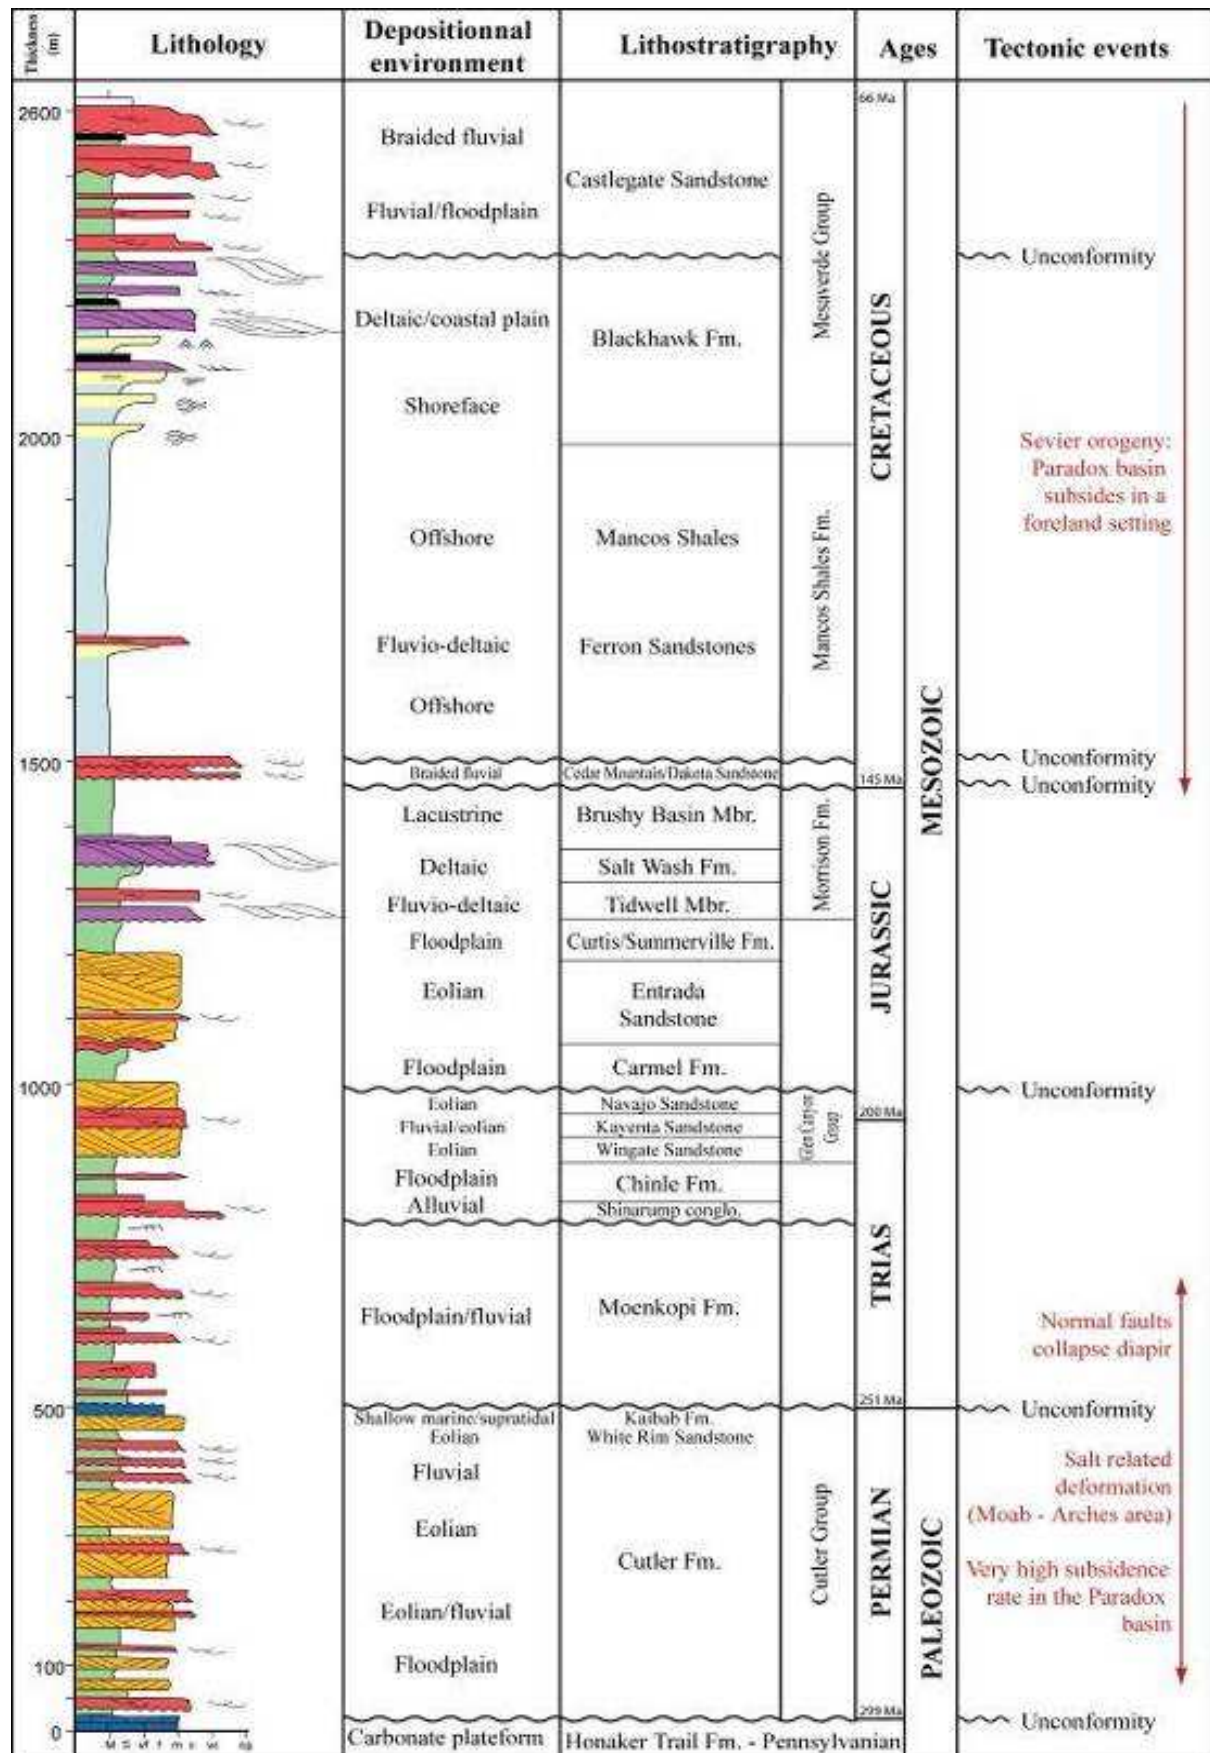 Thickness (m)
Lithology
Depositionnal environment
Lithostratigraphy
Ages
Tectonic events
2600
2000
1500
1000
500
100
0
Braided fluvial
Fluvial/floodplain
Deltaic/coastal plain
Shoreface
Offshore
Fluvio-deltaic
Offshore
Braided fluvial
Lacustrine
Deltaic
Fluvio-deltaic
Floodplain
Eolian
Floodplain
Eolian
Fluvial/eolian
Eolian
Floodplain
Alluvial
Floodplain/fluvial
Shallow marine/supratidal
Eolian
Fluvial
Eolian
Eolian/fluvial
Floodplain
Carbonate plateform
Castlegate Sandstone
Blackhawk Fm.
Mancos Shales
Ferron Sandstones
Cedar Mountain/Dakota Sandstone
Brushy Basin Mbr.
Salt Wash Fm.
Tidwell Mbr.
Curtis/Summerville Fm.
Entrada
Sandstone
Carmel Fm.
Navajo Sandstone
Kayenta Sandstone
Wingate Sandstone
Chinle Fm.
Shinarump conglo.
Moenkopi Fm.
Kaibab Fm.
White Rim Sandstone
Cutler Fm.
Honaker Trail Fm. - Pennsylvanian
Mesaverde Group
Mancos Shales Fm.
Morrison Fm.
Glen Canyon
Group
Cutler Group
66 Ma
CRETACEOUS
145 Ma
JURASSIC
200 Ma
TRIAS
251 Ma
PERMIAN
299 Ma
MESOZOIC
PALEOZOIC
Unconformity
Sevier orogeny:
Paradox basin
subsides in a
foreland setting
Unconformity
Unconformity
Unconformity
Normal faults
collapse diapir
Unconformity
Salt related
deformation
(Moab - Arches area)
Very high subsidence
rate in the Paradox
basin
Unconformity